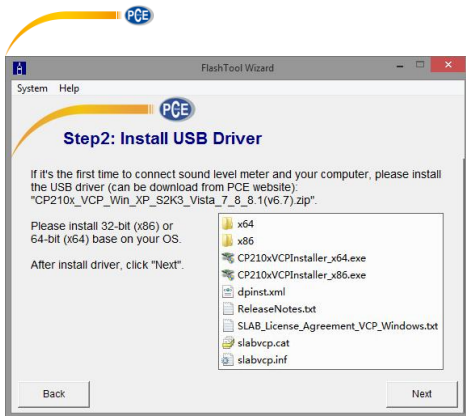 PCE
FlashTool Wizard
System Help
PCE
Step2: Install USB Driver
If it's the first time to connect sound level meter and your computer, please install
the USB driver (can be download from PCE website):
"CP210x_VCP_Win_XP_S2K3_Vista_7_8_8.1(v6.7).zip".
Please install 32-bit (x86) or
64-bit (x64) base on your OS.
After install driver, click "Next".
x64
x86
CP210xVCPInstaller_x64.exe
CP210xVCPInstaller_x86.exe
dpinst.xml
ReleaseNotes.txt
SLAB_License_Agreement_VCP_Windows.txt
slabvcp.cat
slabvcp.inf
Back Next